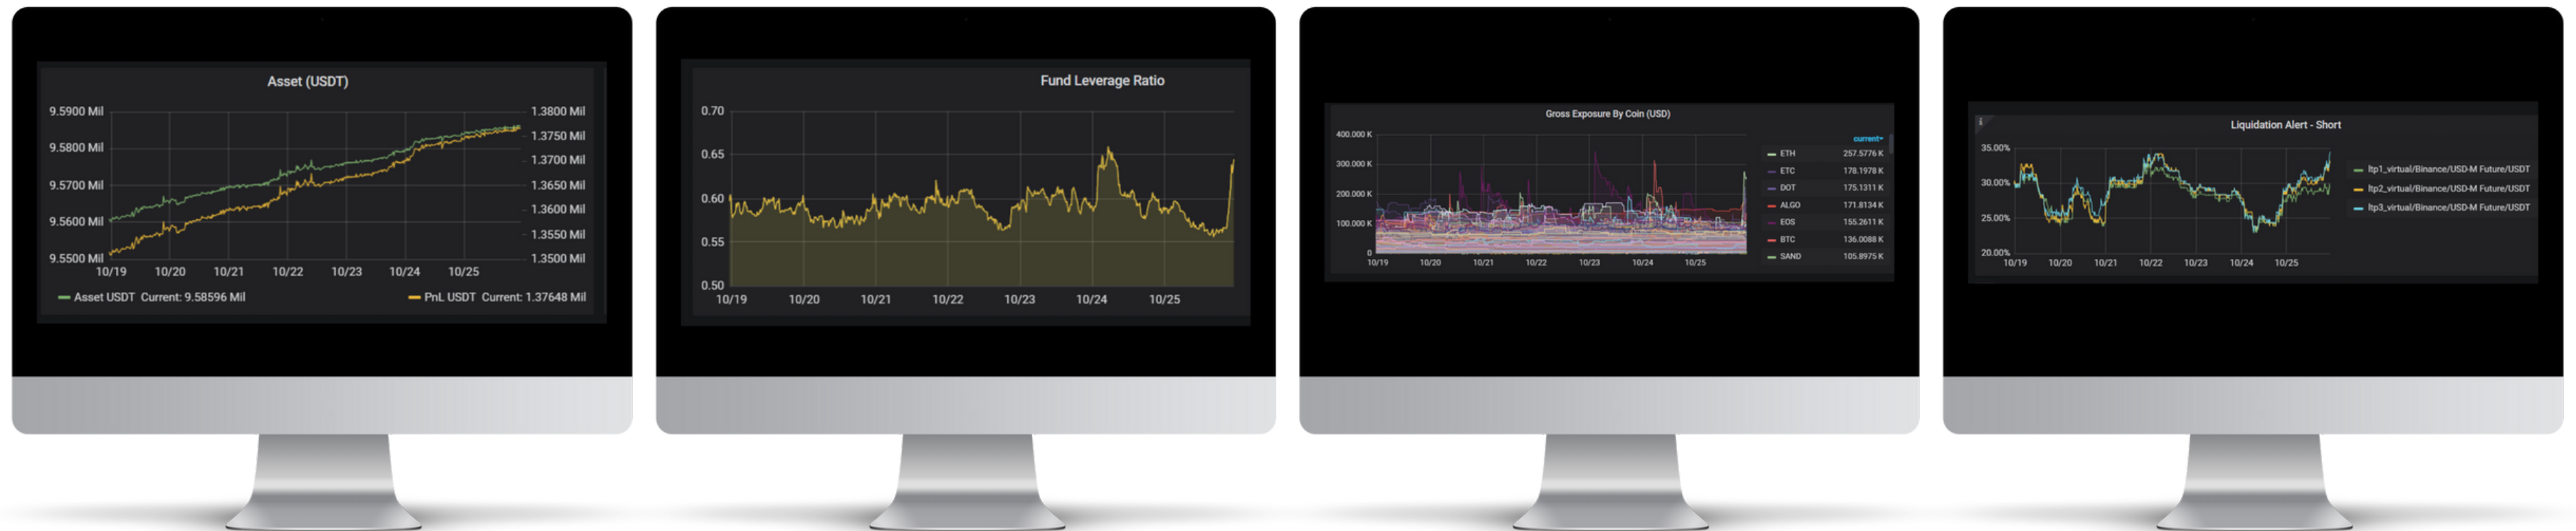 Asset (USDT)
9.5900 Mil
9.5800 Mil
9.5700 Mil
9.5600 Mil
9.5500 Mil
1.3800 Mil
1.3750 Mil
1.3700 Mil
1.3650 Mil
1.3600 Mil
1.3550 Mil
1.3500 Mil
10/19 10/20 10/21 10/22 10/23 10/24 10/25
Asset USDT Current: 9.58596 Mil
PnL USDT Current: 1.37648 Mil
Fund Leverage Ratio
0.70
0.65
0.60
0.55
0.50
10/19 10/20 10/21 10/22 10/23 10/24 10/25
Gross Exposure By Coin (USD)
400.000 K
300.000 K
200.000 K
100.000 K
0
10/19 10/20 10/21 10/22 10/23 10/24 10/25
current
ETH 257.5776 K
ETC 178.1978 K
DOT 175.1311 K
ALGO 171.8134 K
EOS 155.2611 K
BTC 136.0088 K
SAND 105.8975 K
i
Liquidation Alert - Short
35.00%
30.00%
25.00%
20.00%
10/19 10/20 10/21 10/22 10/23 10/24 10/25
ltp1_virtual/Binance/USD-M Future/USDT
ltp2_virtual/Binance/USD-M Future/USDT
ltp3_virtual/Binance/USD-M Future/USDT